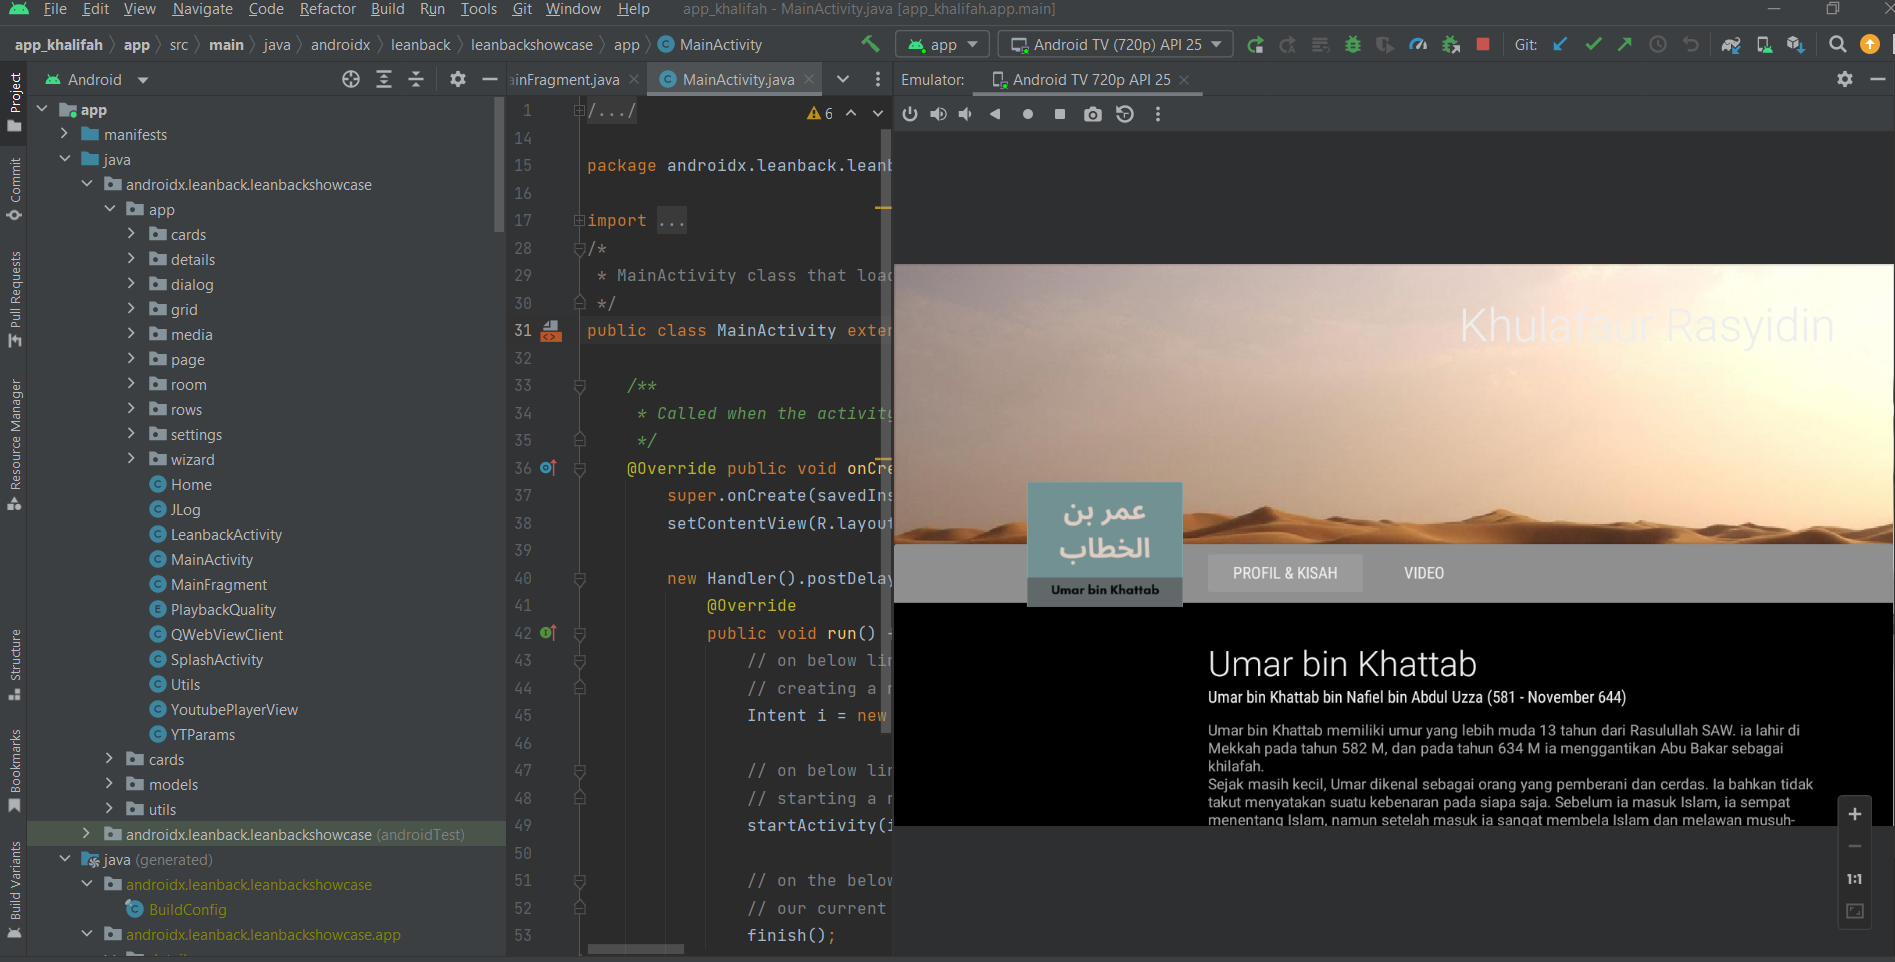 File Edit View Navigate Code Refactor Build Run Tools Git Window Help app_khalifah - MainActivity.java [app_khalifah.app.main]
app_khalifah app src main java androidx leanback leanbackshowcase app MainActivity app Android TV (720p) API 25 Git:
Android
ainFragment.java MainActivity.java
Emulator: Android TV 720p API 25
Project
Commit
Pull Requests
Resource Manager
Structure
Bookmarks
Build Variants
app
manifests
java
androidx.leanback.leanbackshowcase
app
cards
details
dialog
grid
media
page
room
rows
settings
wizard
Home
JLog
LeanbackActivity
MainActivity
MainFragment
PlaybackQuality
QWebViewClient
SplashActivity
Utils
YoutubePlayerView
YTParams
cards
models
utils
androidx.leanback.leanbackshowcase (androidTest)
java (generated)
androidx.leanback.leanbackshowcase
BuildConfig
androidx.leanback.leanbackshowcase.app
6
1 /.../
14
15 package androidx.leanback.leanb
16
17 import ...
28 /*
29 * MainActivity class that load
30 */
31 public class MainActivity exten
32
33 /**
34 * Called when the activity
35 */
36 @Override public void onCre
37 super.onCreate(savedIns
38 setContentView(R.layout
39
40 new Handler().postDelay
41 @Override
42 public void run() {
43 // on below lin
44 // creating a n
45 Intent i = new
46
47 // on below lin
48 // starting a n
49 startActivity(i
50
51 // on the below
52 // our current
53 finish();
Khulafaur Rasyidin
عمر بن
الخطاب
Umar bin Khattab
PROFIL & KISAH VIDEO
Umar bin Khattab
Umar bin Khattab bin Nafiel bin Abdul Uzza (581 - November 644)
Umar bin Khattab memiliki umur yang lebih muda 13 tahun dari Rasulullah SAW. ia lahir di
Mekkah pada tahun 582 M, dan pada tahun 634 M ia menggantikan Abu Bakar sebagai
khilafah.
Sejak masih kecil, Umar dikenal sebagai orang yang pemberani dan cerdas. Ia bahkan tidak
takut menyatakan suatu kebenaran pada siapa saja. Sebelum ia masuk Islam, ia sempat
menentang Islam, namun setelah masuk ia sangat membela Islam dan melawan musuh-
1:1